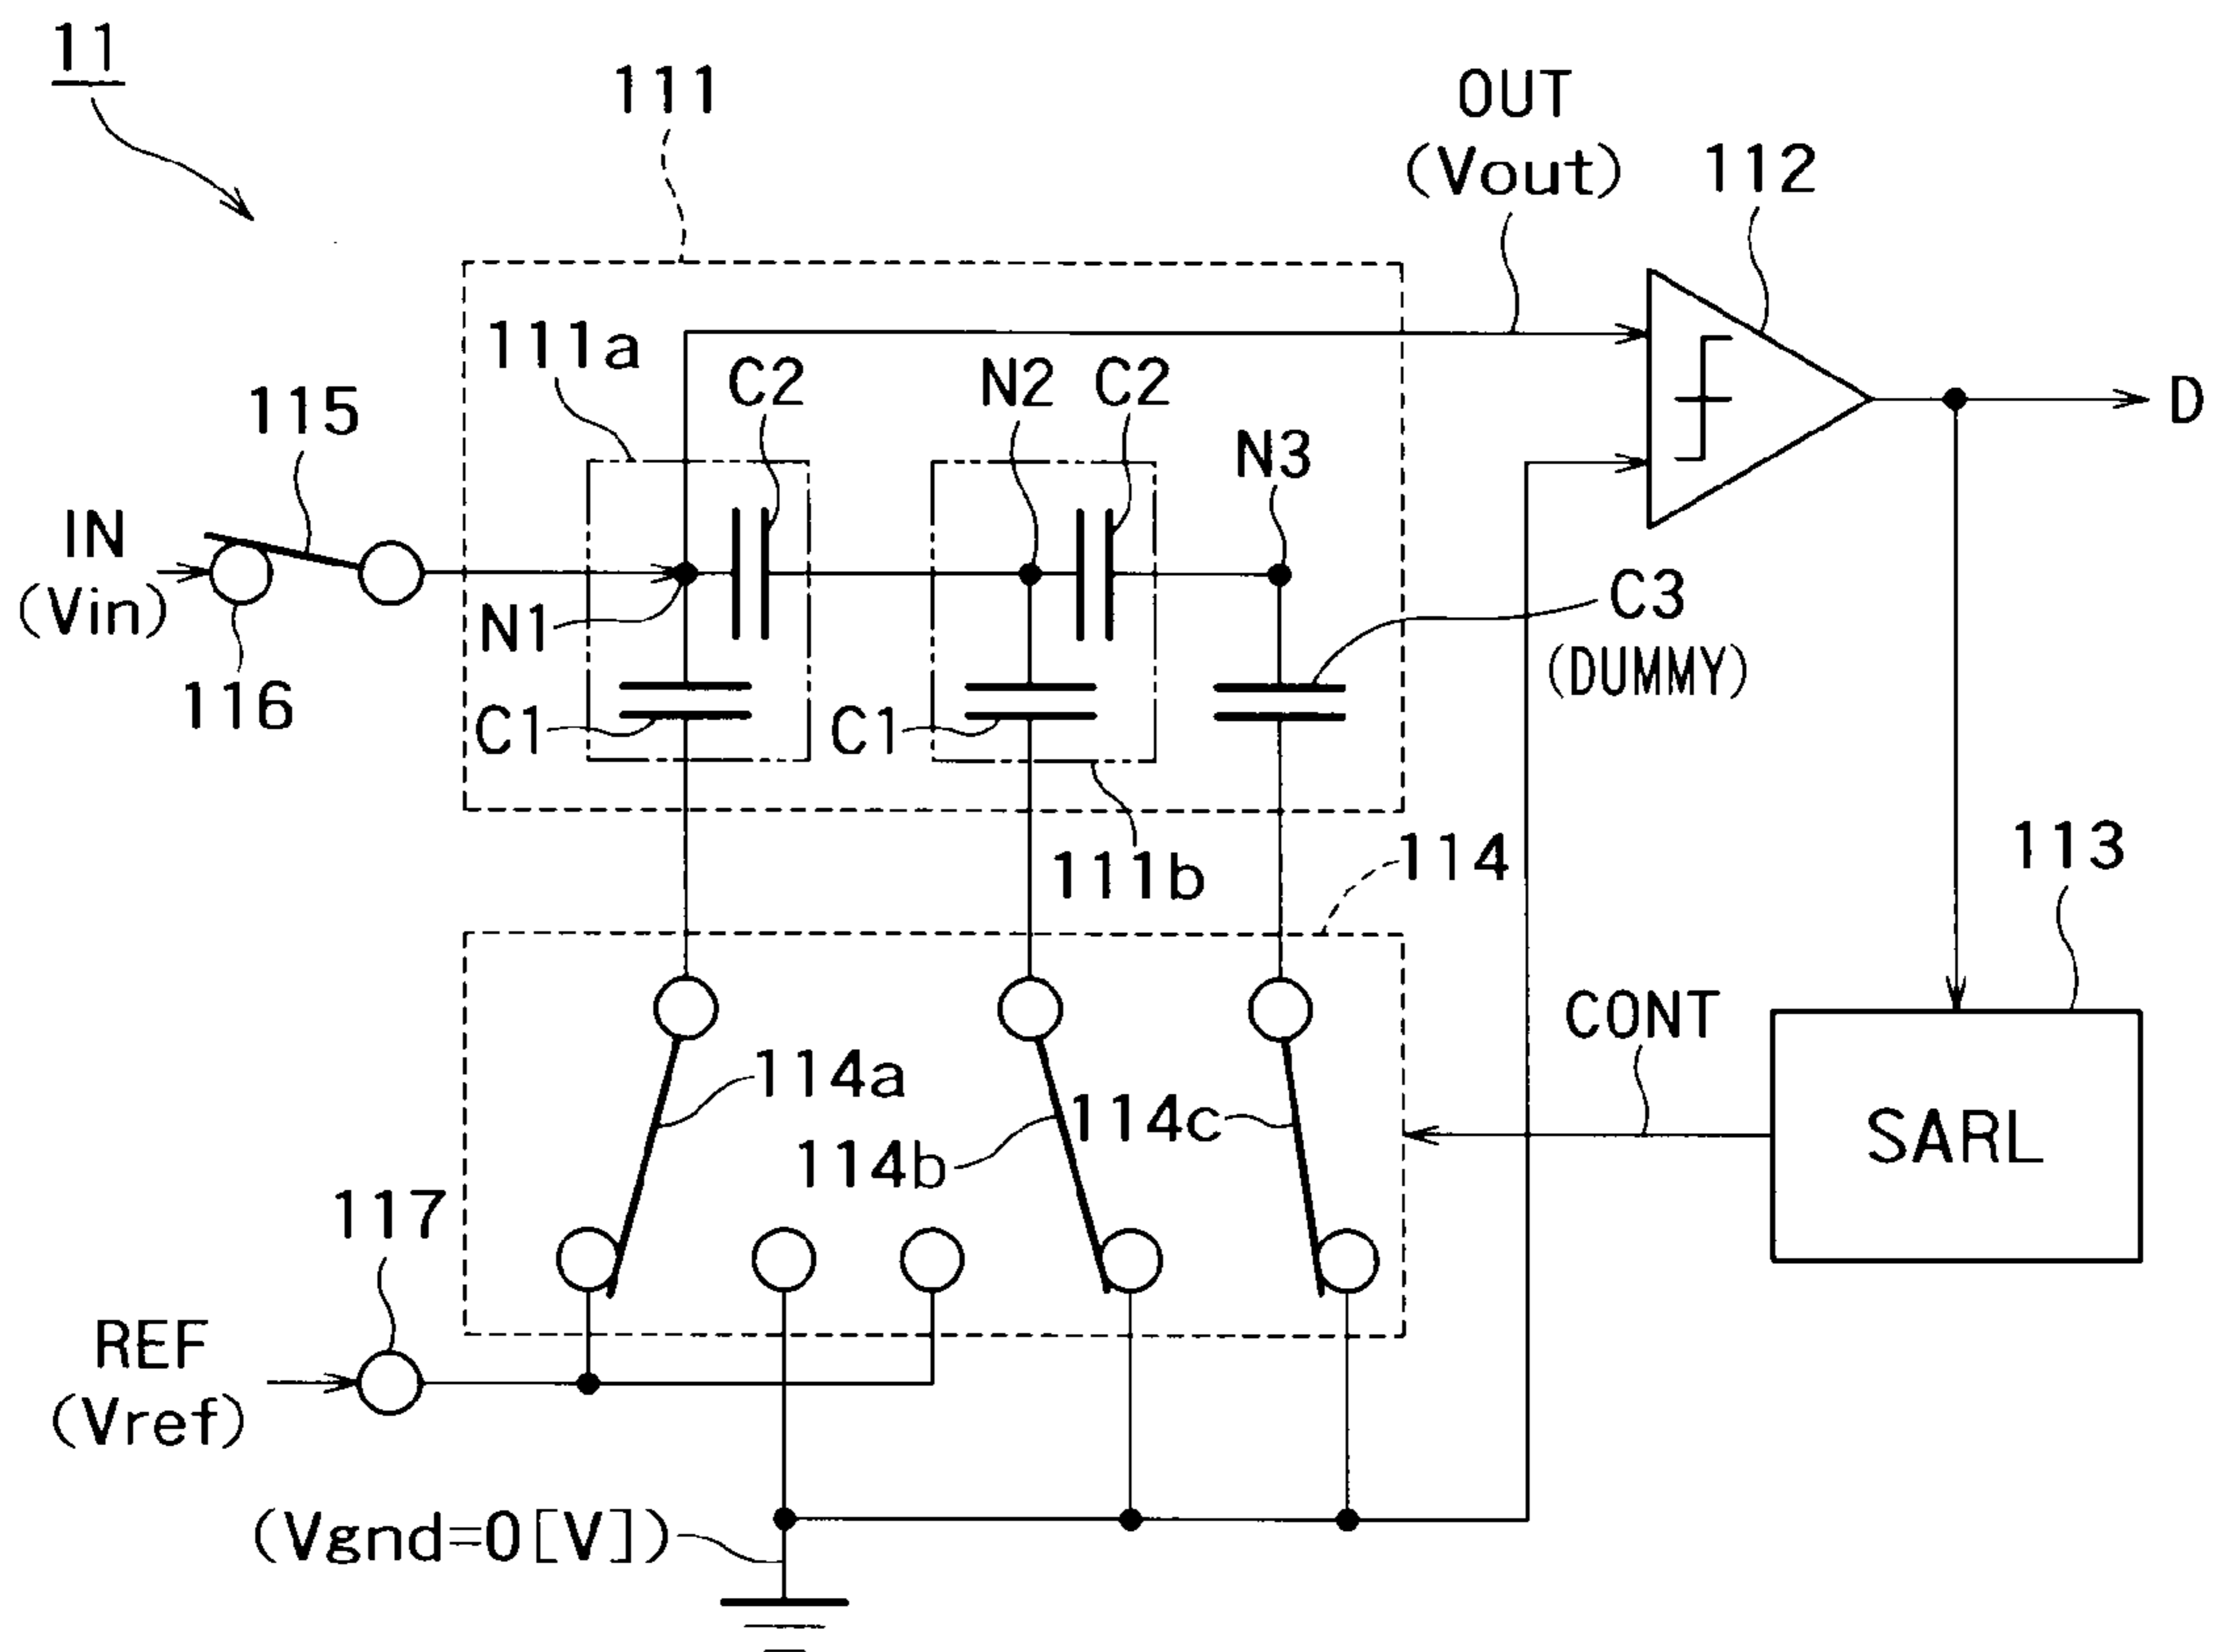 11
111
OUT
(Vout)
112
111a
C2
N2
C2
115
N3
D
IN
(Vin)
N1
C3
(DUMMY)
116
C1
C1
111b
114
113
CONT
114a
114c
114b
SARL
117
REF
(Vref)
(Vgnd=0[V])